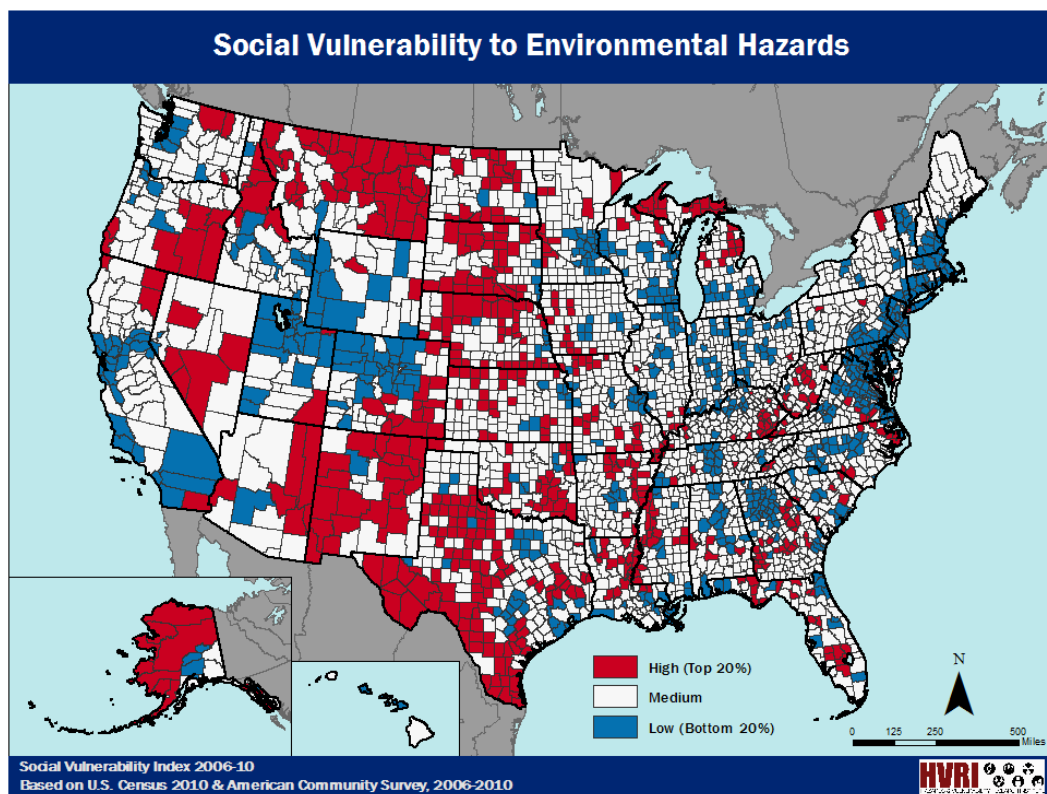 Social Vulnerability to Environmental Hazards
High (Top 20%)
Medium
Low (Bottom 20%)
N
0 125 250 500
Miles
Social Vulnerability Index 2006-10
Based on U.S. Census 2010 & American Community Survey, 2006-2010
HVRI